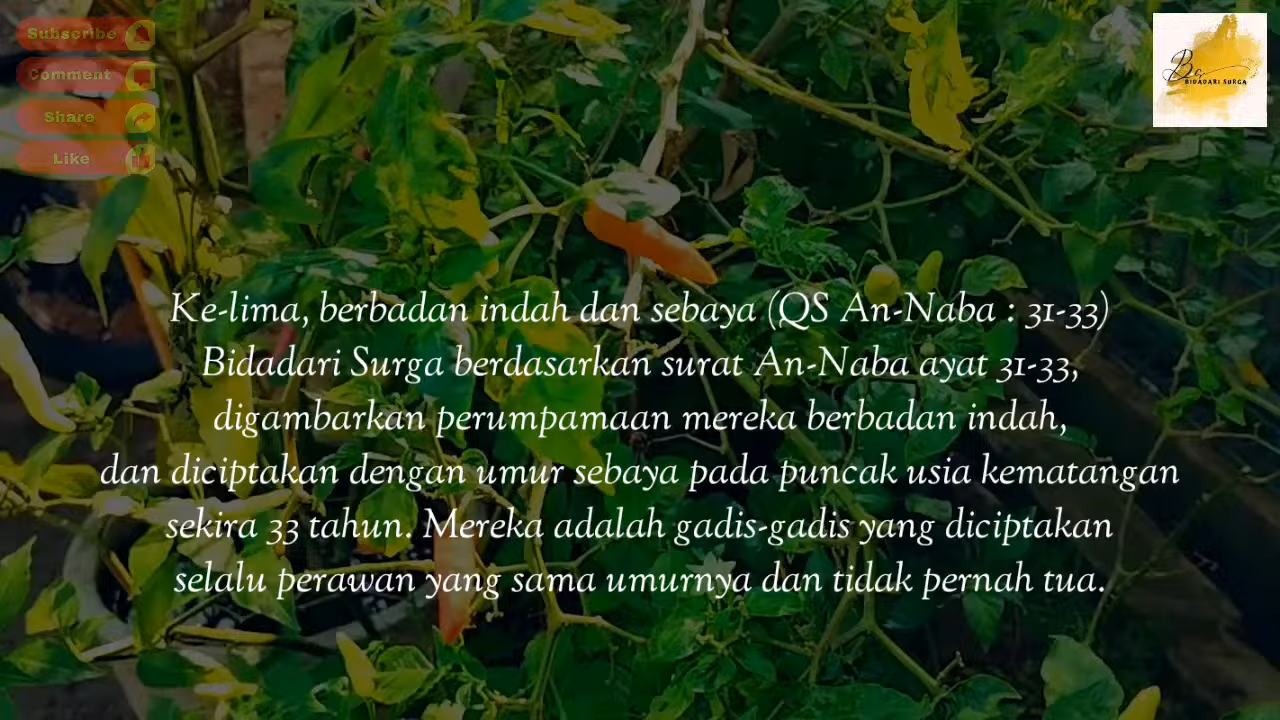 Subscribe
Comment
Share
Like
BIDADARI SURGA
Ke-lima, berbadan indah dan sebaya (QS An-Naba : 31-33)
Bidadari Surga berdasarkan surat An-Naba ayat 31-33,
digambarkan perumpamaan mereka berbadan indah,
dan diciptakan dengan umur sebaya pada puncak usia kematangan
sekira 33 tahun. Mereka adalah gadis-gadis yang diciptakan
selalu perawan yang sama umurnya dan tidak pernah tua.